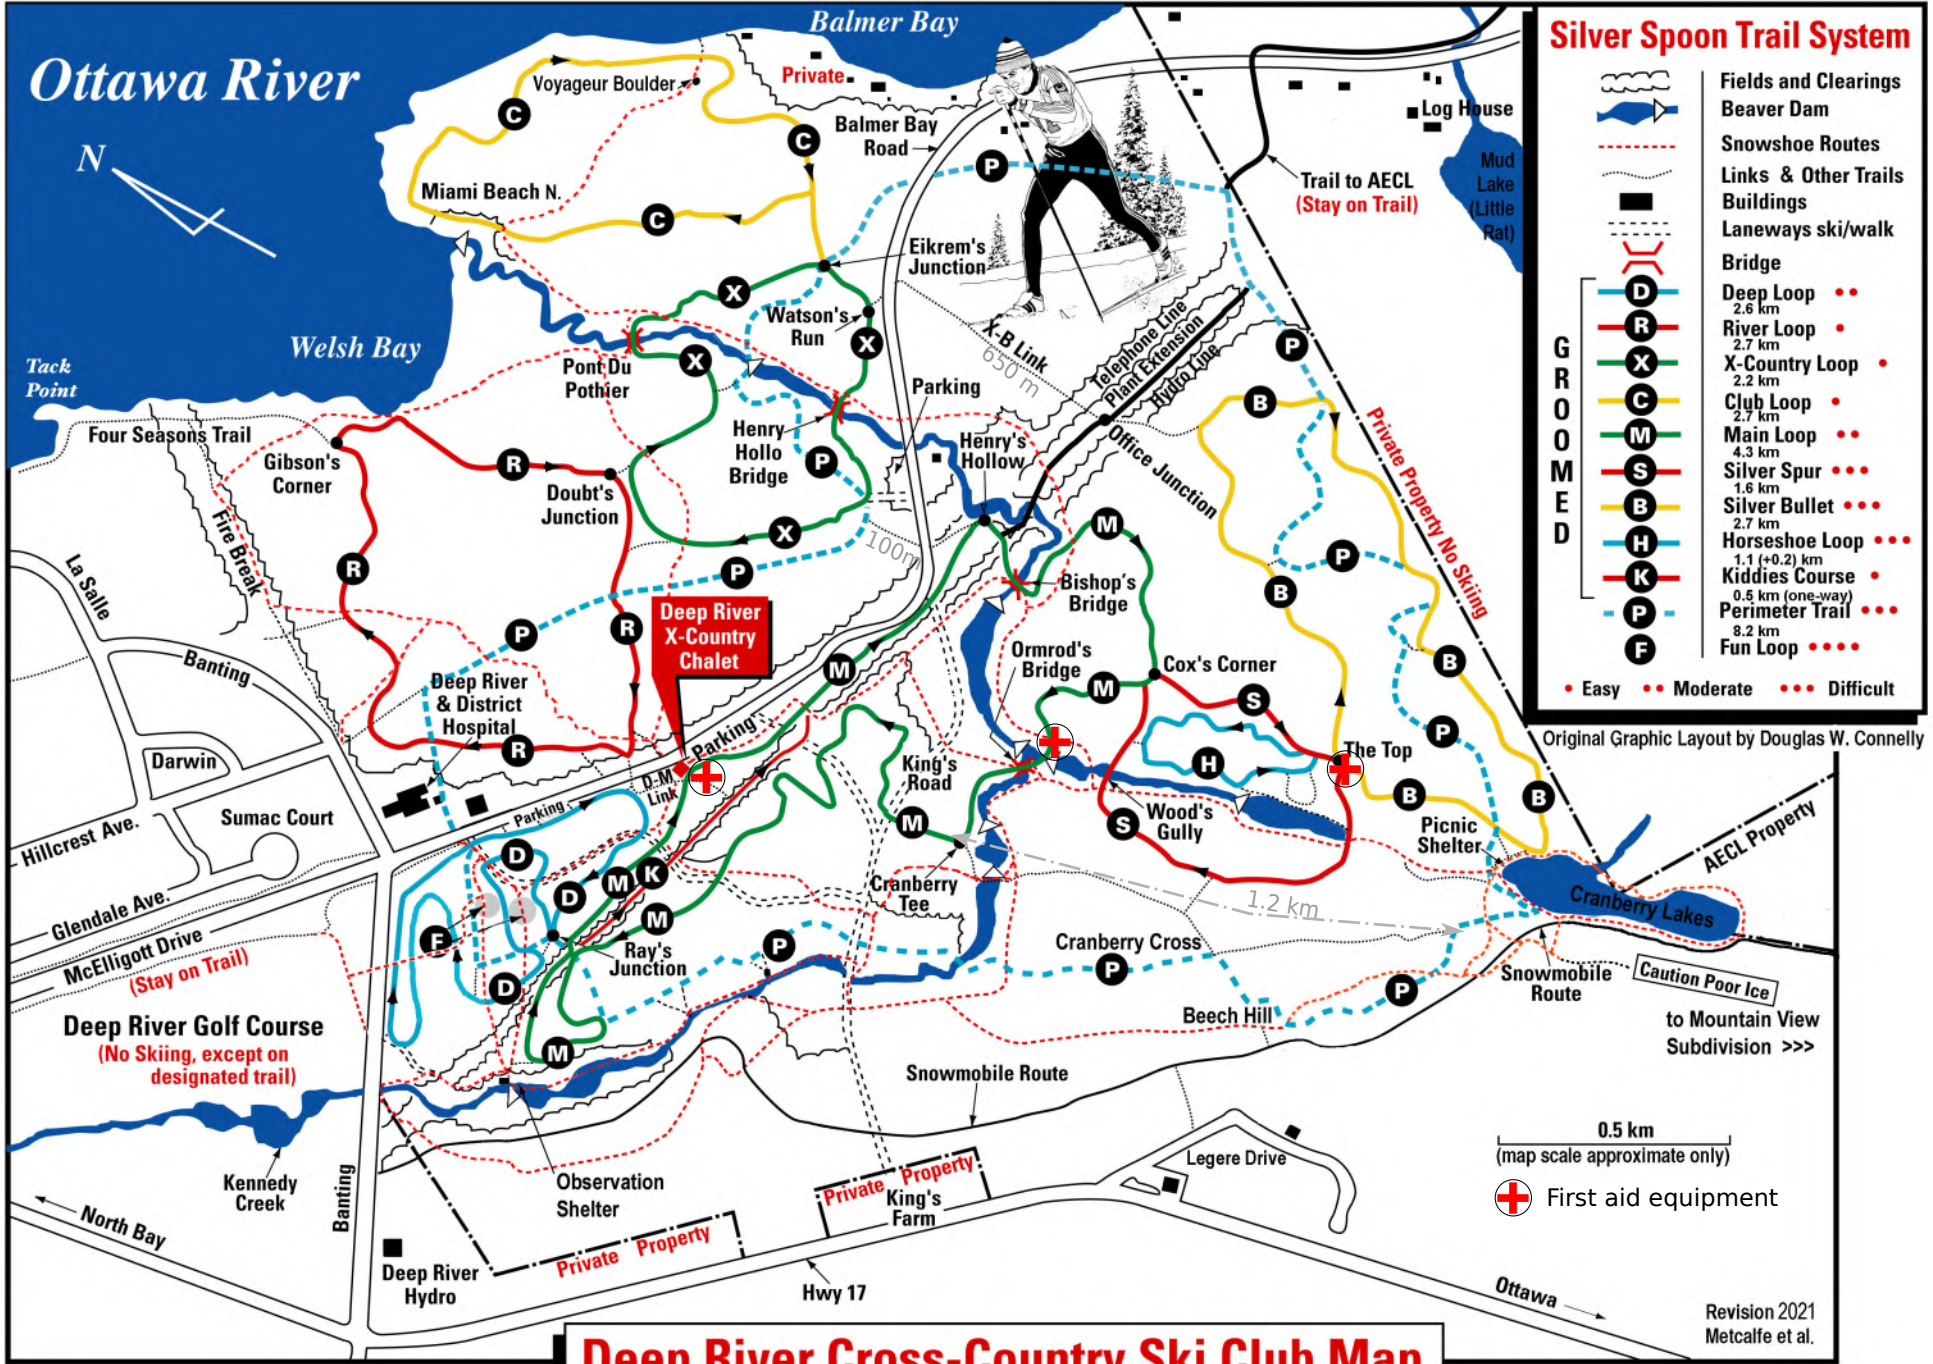 Ottawa River
Balmer Bay
N
Voyageur Boulder
Private
Balmer Bay
Road
Log House
Mud
Lake
(Little
Rat)
Trail to AECL
(Stay on Trail)
Miami Beach N.
Eikrem's
Junction
Watson's
Run
Welsh Bay
Tack
Point
Pont Du
Pothier
X-B Link
650 m
Telephone Line
Plant Extension
Hydro Line
Parking
Four Seasons Trail
Gibson's
Corner
Henry
Hollo
Bridge
Henry's
Hollow
Office Junction
Private Property No Skiing
Doubt's
Junction
Fire Break
100m
La Salle
Banting
Bishop's
Bridge
Deep River
X-Country
Chalet
Ormrod's
Bridge
Cox's Corner
Deep River
& District
Hospital
Darwin
Parking
D-M
Link
King's
Road
The Top
Wood's
Gully
Picnic
Shelter
Hillcrest Ave.
Sumac Court
Parking
Glendale Ave.
McElligott Drive
(Stay on Trail)
Cranberry
Tee
1.2 km
Cranberry Lakes
AECL Property
Ray's
Junction
Cranberry Cross
Snowmobile
Route
Caution Poor Ice
Beech Hill
to Mountain View
Subdivision >>>
Deep River Golf Course
(No Skiing, except on
designated trail)
Snowmobile Route
Kennedy
Creek
Observation
Shelter
Legere Drive
Private Property
King's
Farm
Private Property
Banting
North Bay
Deep River
Hydro
Hwy 17
Ottawa
C
C
C
P
X
X
X
X
P
P
P
R
R
R
R
P
P
B
B
B
B
B
P
P
M
M
M
M
M
M
M
M
S
S
H
D
D
D
K
F
P
P
P
Silver Spoon Trail System
Fields and Clearings
Beaver Dam
Snowshoe Routes
Links & Other Trails
Buildings
Laneways ski/walk
Bridge
GROOMED
D Deep Loop
2.6 km
R River Loop
2.7 km
X X-Country Loop
2.2 km
C Club Loop
2.7 km
M Main Loop
4.3 km
S Silver Spur
1.6 km
B Silver Bullet
2.7 km
H Horseshoe Loop
1.1 (+0.2) km
K Kiddies Course
0.5 km (one-way)
P Perimeter Trail
8.2 km
F Fun Loop
• Easy •• Moderate ••• Difficult
Original Graphic Layout by Douglas W. Connelly
0.5 km
(map scale approximate only)
First aid equipment
Revision 2021
Metcalfe et al.
Deep River Cross-Country Ski Club Map